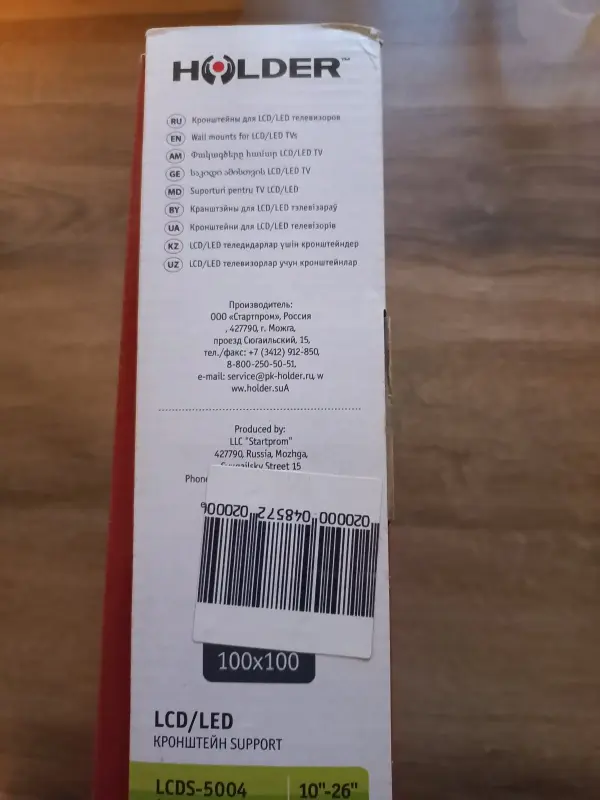 HOLDER™
RU Кронштейны для LCD/LED телевизоров
EN Wall mounts for LCD/LED TVs
AM Փակագծերը համար LCD/LED TV
GE LCD/LED TV
MD Suporturi pentru TV LCD/LED
BY Кранштэйны для LCD/LED тэлевізараў
UA Кронштейни для LCD/LED телевізорів
KZ LCD/LED теледидарлар үшін кронштейндер
UZ LCD/LED телевизорлар учун кронштейнлар
Производитель:
ООО «Стартпром», Россия
, 427790, г. Можга,
проезд Сюгаильский, 15,
тел./факс: +7 (3412) 912-850,
8-800-250-50-51,
e-mail: service@pk-holder.ru, w
ww.holder.suA
Produced by:
LLC "Startprom"
427790, Russia, Mozhga,
Syugailsky Street 15
Phone
020000 048572 020006
100x100
LCD/LED
КРОНШТЕЙН SUPPORT
LCDS-5004 10"-26"